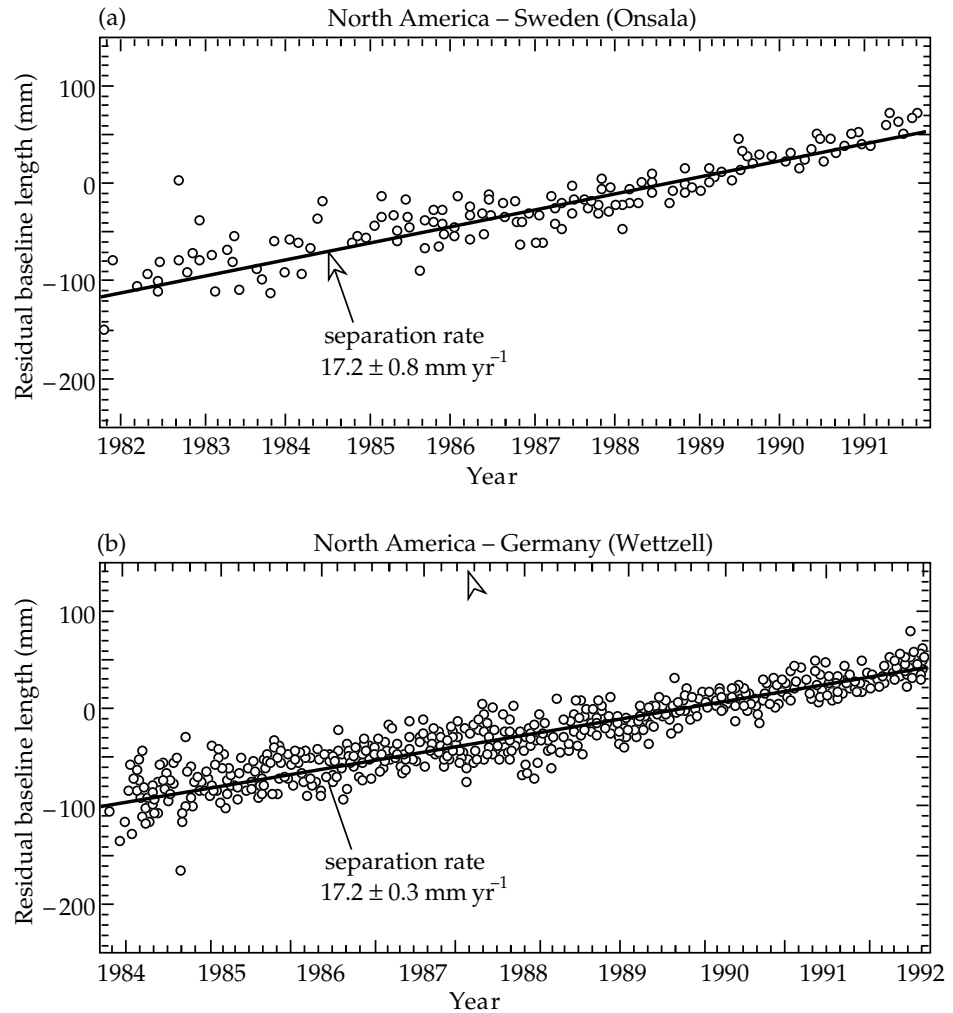 (a) North America – Sweden (Onsala)
Residual baseline length (mm)
100
0
−100
−200
separation rate
17.2 ± 0.8 mm yr⁻¹
1982 1983 1984 1985 1986 1987 1988 1989 1990 1991
Year
(b) North America – Germany (Wettzell)
Residual baseline length (mm)
100
0
−100
−200
separation rate
17.2 ± 0.3 mm yr⁻¹
1984 1985 1986 1987 1988 1989 1990 1991 1992
Year